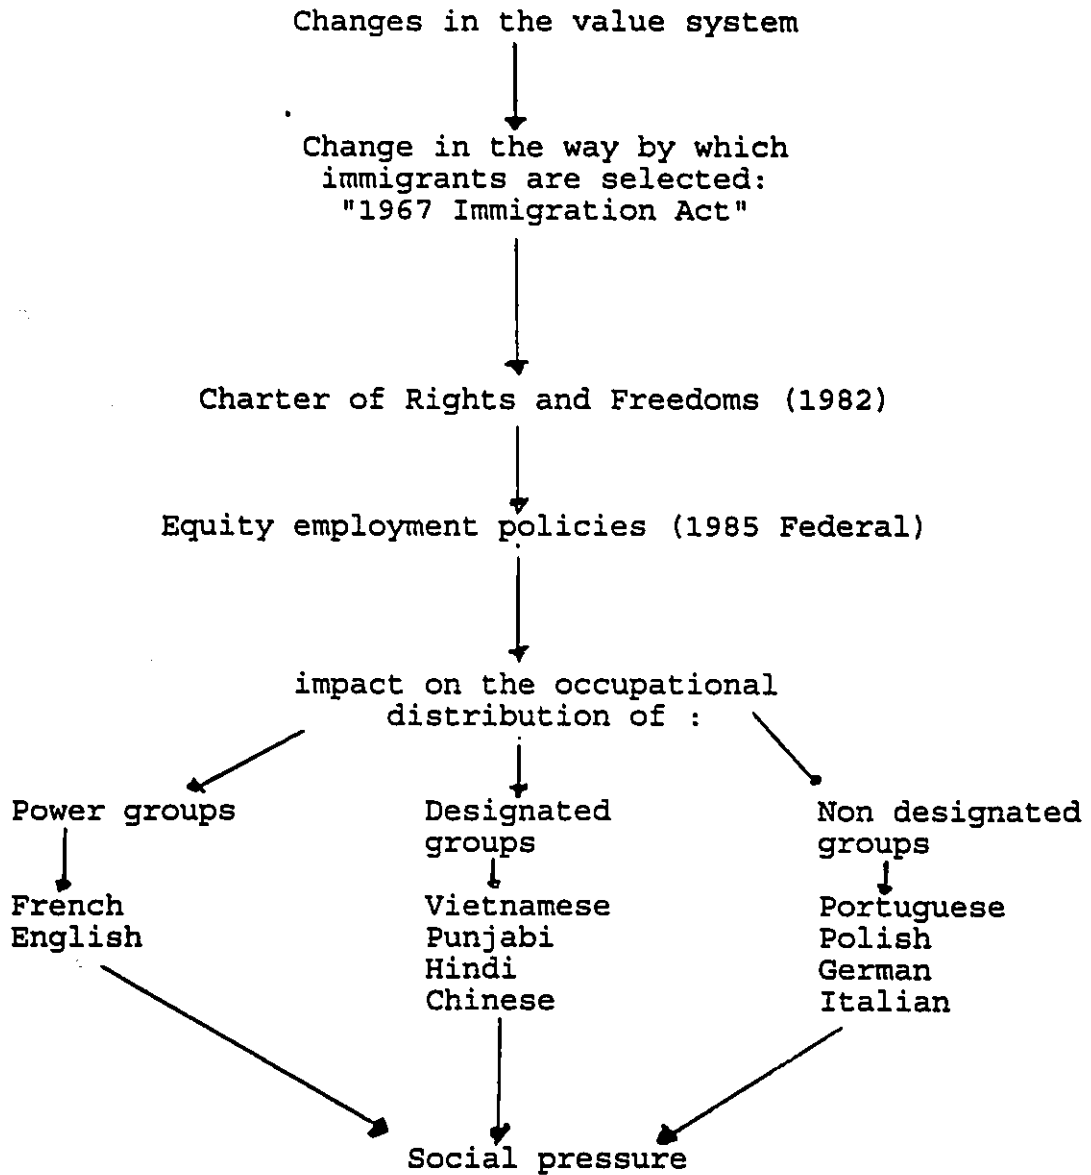 Changes in the value system
Change in the way by which
immigrants are selected:
"1967 Immigration Act"
Charter of Rights and Freedoms (1982)
Equity employment policies (1985 Federal)
impact on the occupational
distribution of :
Power groups
French
English
Designated
groups
Vietnamese
Punjabi
Hindi
Chinese
Non designated
groups
Portuguese
Polish
German
Italian
Social pressure